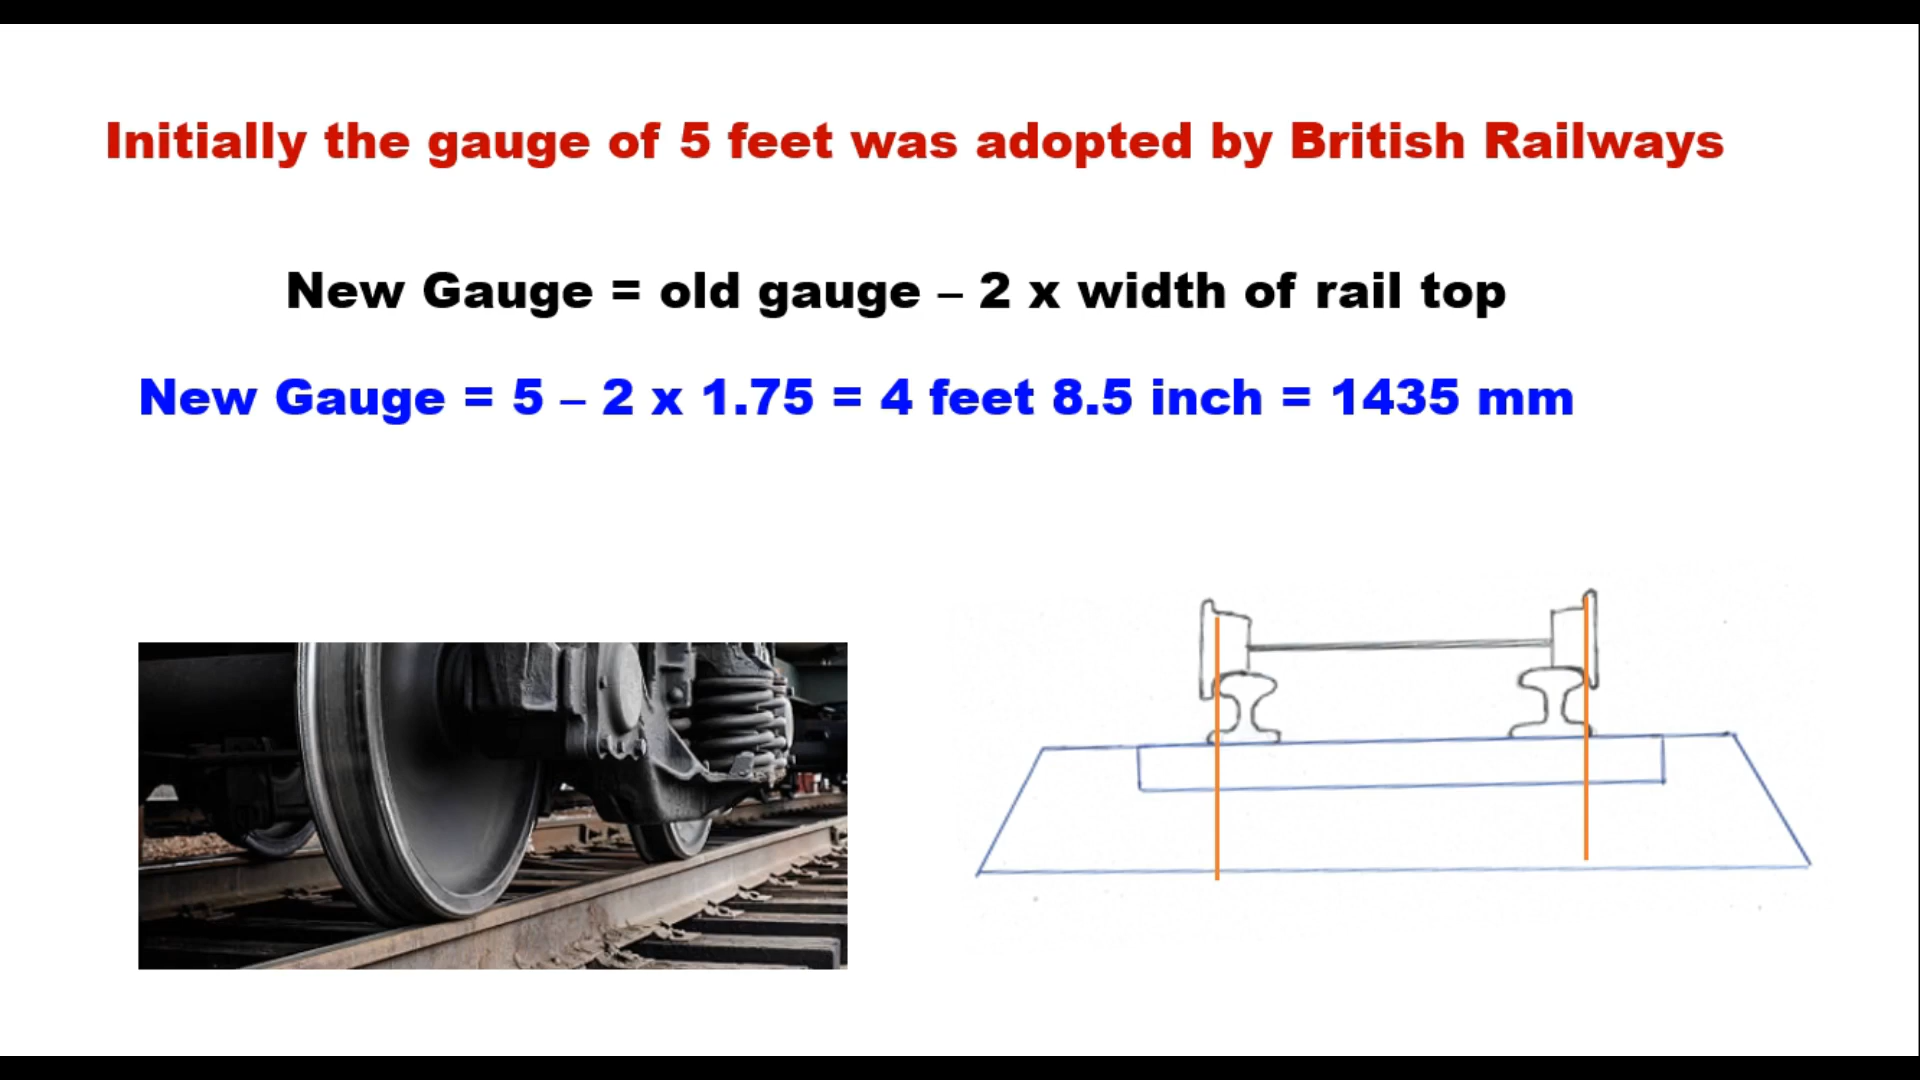 Initially the gauge of 5 feet was adopted by British Railways
New Gauge = old gauge – 2 x width of rail top
New Gauge = 5 – 2 x 1.75 = 4 feet 8.5 inch = 1435 mm